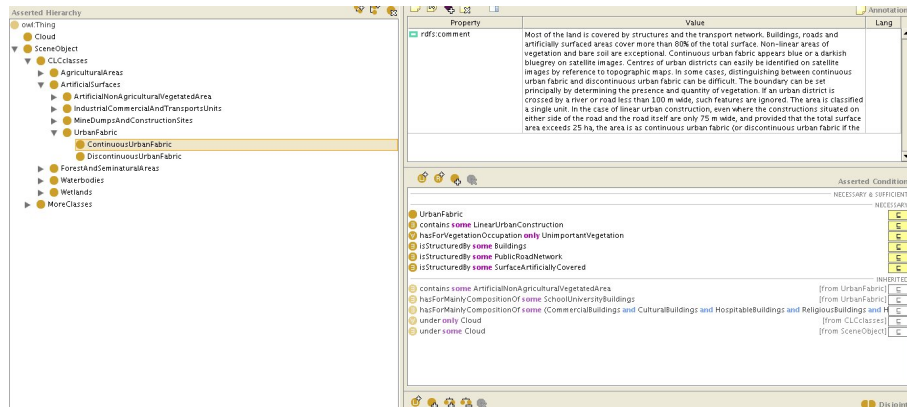 Asserted Hierarchy
owl:Thing
Cloud
SceneObject
CLCclasses
AgriculturalAreas
ArtificialSurfaces
ArtificialNonAgriculturalVegetatedArea
IndustrialCommercialAndTransportsUnits
MineDumpsAndConstructionSites
UrbanFabric
ContinuousUrbanFabric
DiscontinuousUrbanFabric
ForestAndSeminaturalAreas
Waterbodies
Wetlands
MoreClasses
Annotation
Property Value Lang
rdfs:comment
Most of the land is covered by structures and the transport network. Buildings, roads and
artificially surfaced areas cover more than 80% of the total surface. Non-linear areas of
vegetation and bare soil are exceptional. Continuous urban fabric appears blue or a darkish
bluegrey on satellite images. Centres of urban districts can easily be identified on satellite
images by reference to topographic maps. In some cases, distinguishing between continuous
urban fabric and discontinuous urban fabric can be difficult. The boundary can be set
principally by determining the presence and quantity of vegetation. If an urban district is
crossed by a river or road less than 100 m wide, such features are ignored. The area is classified
a single unit. In the case of linear urban construction, even where the constructions situated on
either side of the road and the road itself are only 75 m wide, and provided that the total surface
area exceeds 25 ha, the area is as continuous urban fabric (or discontinuous urban fabric if the
Asserted Condition
NECESSARY & SUFFICIENT
NECESSARY
UrbanFabric
contains some LinearUrbanConstruction
hasForVegetationOccupation only UnimportantVegetation
isStructuredBy some Buildings
isStructuredBy some PublicRoadNetwork
isStructuredBy some SurfaceArtificiallyCovered
INHERITED
contains some ArtificialNonAgriculturalVegetatedArea [from UrbanFabric]
hasForMainlyCompositionOf some SchoolUniversityBuildings [from UrbanFabric]
hasForMainlyCompositionOf some (CommercialBuildings and CulturalBuildings and HospitableBuildings and ReligiousBuildings and H
under only Cloud [from CLCclasses]
under some Cloud [from SceneObject]
Disjoint